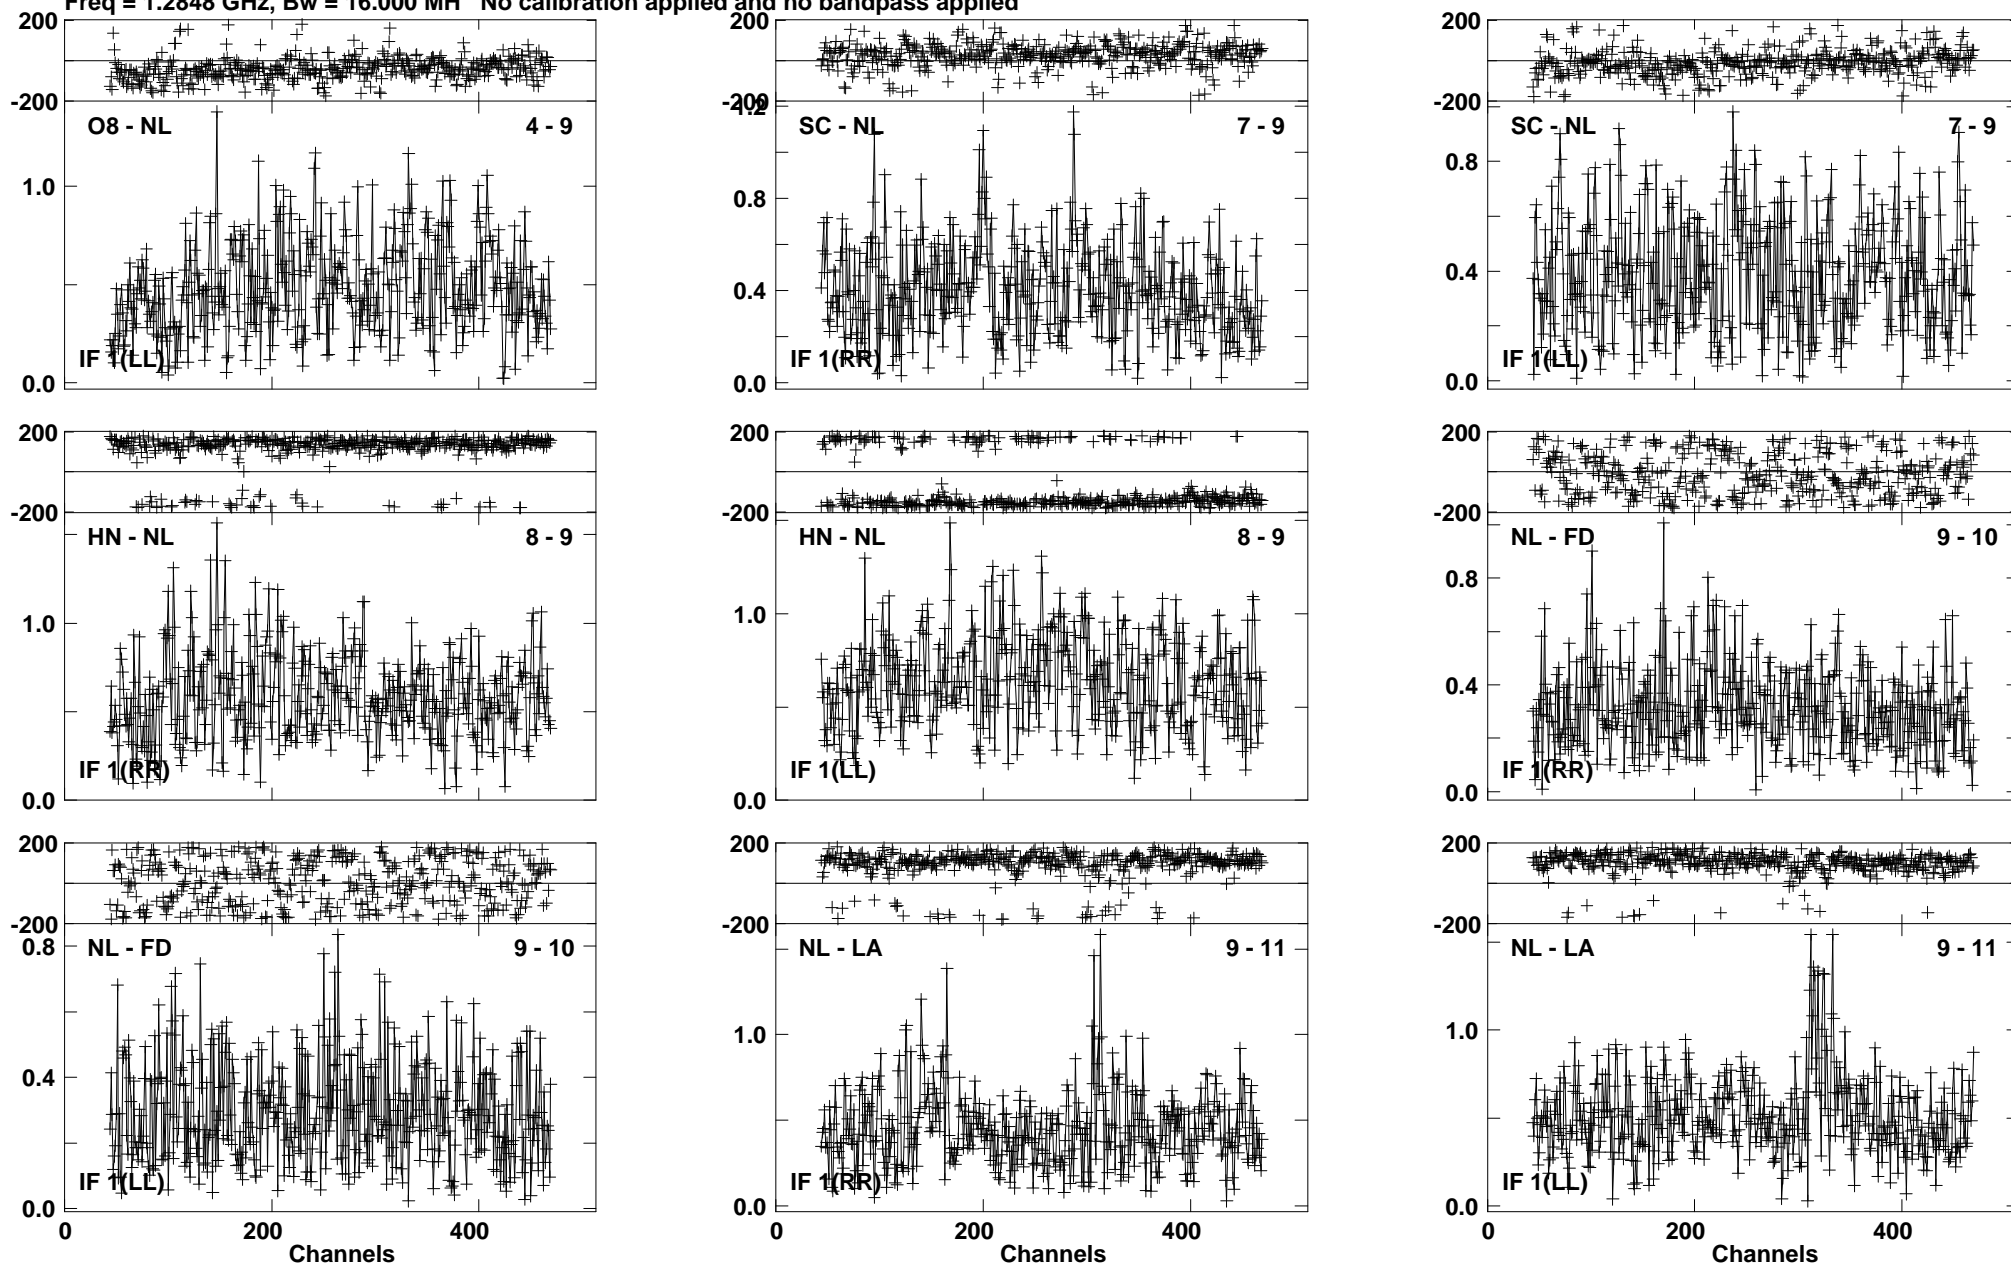 Freq = 1.2848 GHz, Bw = 16.000 MH   No calibration applied and no bandpass applied
200
-200
O8 - NL 4 - 9
1.0
IF 1(LL)
0.0
200
-200
1.2
SC - NL 7 - 9
0.8
0.4
IF 1(RR)
0.0
200
-200
SC - NL 7 - 9
0.8
0.4
IF 1(LL)
0.0
200
-200
HN - NL 8 - 9
1.0
IF 1(RR)
0.0
200
-200
HN - NL 8 - 9
1.0
IF 1(LL)
0.0
200
-200
NL - FD 9 - 10
0.8
0.4
IF 1(RR)
0.0
200
-200
0.8
NL - FD 9 - 10
0.4
IF 1(LL)
0.0
0 200 400
Channels
200
-200
NL - LA 9 - 11
1.0
IF 1(RR)
0.0
0 200 400
Channels
200
-200
NL - LA 9 - 11
1.0
IF 1(LL)
0.0
0 200 400
Channels